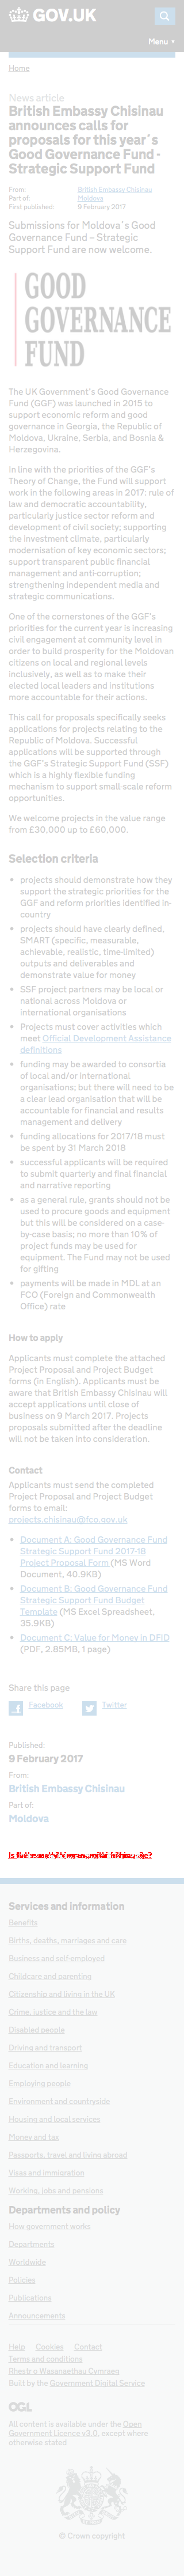 GOV.UK
Menu
Home
News article
British Embassy Chisinau
announces calls for
proposals for this year's
Good Governance Fund -
Strategic Support Fund
From: British Embassy Chisinau
Part of: Moldova
First published: 9 February 2017
Submissions for Moldova's Good
Governance Fund – Strategic
Support Fund are now welcome.
GOOD
GOVERNANCE
FUND
The UK Government's Good Governance
Fund (GGF) was launched in 2015 to
support economic reform and good
governance in Georgia, the Republic of
Moldova, Ukraine, Serbia, and Bosnia &
Herzegovina.
In line with the priorities of the GGF's
Theory of Change, the Fund will support
work in the following areas in 2017: rule of
law and democratic accountability,
particularly justice sector reform and
development of civil society; supporting
the investment climate, particularly
modernisation of key economic sectors;
support transparent public financial
management and anti-corruption;
strengthening independent media and
strategic communications.
One of the cornerstones of the GGF's
priorities for the current year is increasing
civil engagement at community level in
order to build prosperity for the Moldovan
citizens on local and regional levels
inclusively, as well as to make their
elected local leaders and institutions
more accountable for their actions.
This call for proposals specifically seeks
applications for projects relating to the
Republic of Moldova. Successful
applications will be supported through
the GGF's Strategic Support Fund (SSF)
which is a highly flexible funding
mechanism to support small-scale reform
opportunities.
We welcome projects in the value range
from £30,000 up to £60,000.
Selection criteria
projects should demonstrate how they
support the strategic priorities for the
GGF and reform priorities identified in-
country
projects should have clearly defined,
SMART (specific, measurable,
achievable, realistic, time-limited)
outputs and deliverables and
demonstrate value for money
SSF project partners may be local or
national across Moldova or
international organisations
Projects must cover activities which
meet Official Development Assistance
definitions
funding may be awarded to consortia
of local and/or international
organisations; but there will need to be
a clear lead organisation that will be
accountable for financial and results
management and delivery
funding allocations for 2017/18 must
be spent by 31 March 2018
successful applicants will be required
to submit quarterly and final financial
and narrative reporting
as a general rule, grants should not be
used to procure goods and equipment
but this could be considered on a case-
by-case basis; no more than 10% of
project funds may be used for
equipment. The Fund may not be used
for gifting
payments will be made in MDL at an
FCO (Foreign and Commonwealth
Office) rate
How to apply
Applicants must complete the attached
Project Proposal and Project Budget
forms (in English). Applicants must be
aware that British Embassy Chisinau will
accept applications until close of
business on 9 March 2017. Projects
proposals submitted after the deadline
will not be taken into consideration.
Contact
Applicants must send the completed
Project Proposal and Project Budget
forms to email:
projects.chisinau@fco.gov.uk
Document A: Good Governance Fund
Strategic Support Fund 2017-18
Project Proposal Form (MS Word
Document, 40.9KB)
Document B: Good Governance Fund
Strategic Support Fund Budget
Template (MS Excel Spreadsheet,
35.9KB)
Document C: Value for Money in DFID
(PDF, 2.85MB, 1 page)
Share this page
Facebook Twitter
Published:
9 February 2017
From:
British Embassy Chisinau
Part of:
Moldova
Services and information
Benefits
Births, deaths, marriages and care
Business and self-employed
Childcare and parenting
Citizenship and living in the UK
Crime, justice and the law
Disabled people
Driving and transport
Education and learning
Employing people
Environment and countryside
Housing and local services
Money and tax
Passports, travel and living abroad
Visas and immigration
Working, jobs and pensions
Departments and policy
How government works
Departments
Worldwide
Policies
Publications
Announcements
Help Cookies Contact
Terms and conditions
Rhestr o Wasanaethau Cymraeg
Built by the Government Digital Service
OGL
All content is available under the Open
Government Licence v3.0, except where
otherwise stated
© Crown copyright